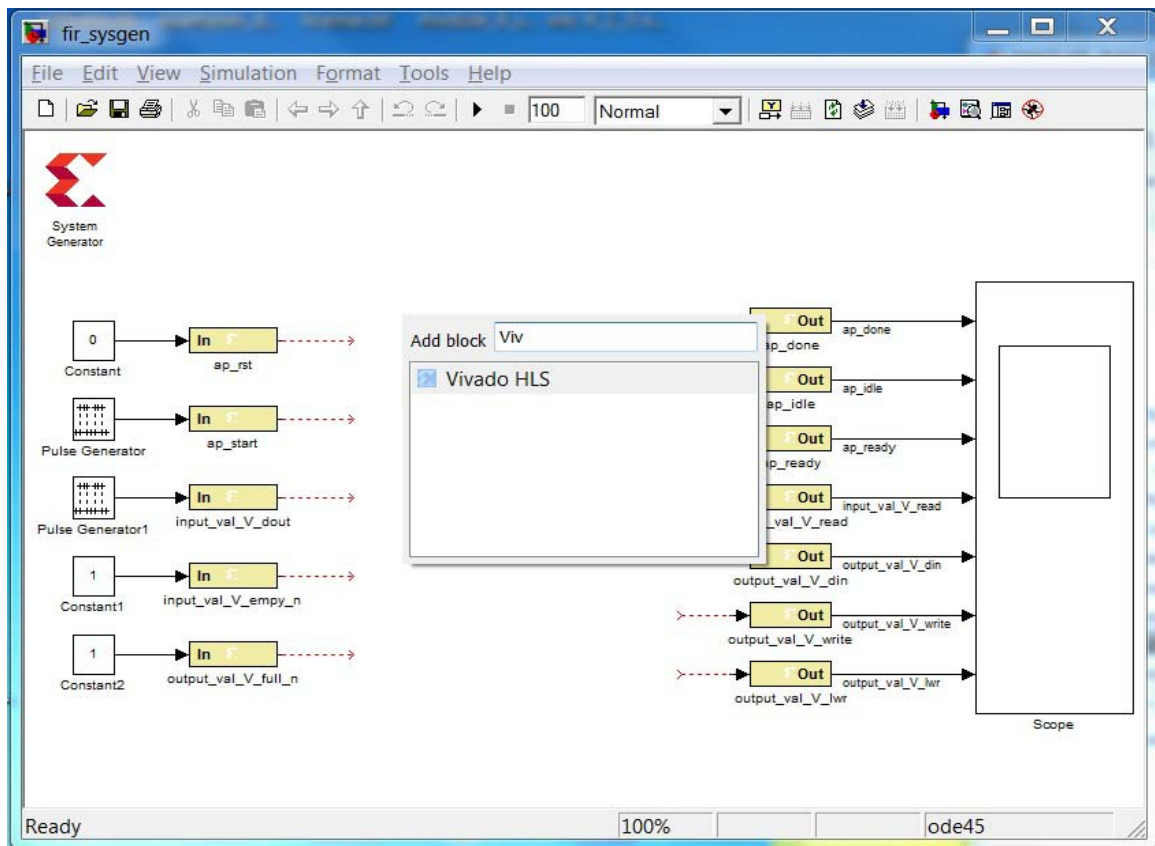 fir_sysgen
File Edit View Simulation Format Tools Help
100 Normal
System
Generator
0
Constant
In
ap_rst
Pulse Generator
In
ap_start
Pulse Generator1
In
input_val_V_dout
1
Constant1
In
input_val_V_empy_n
1
Constant2
In
output_val_V_full_n
Add block Viv
Vivado HLS
Out
ap_done
ap_done
Out
ap_idle
ap_idle
Out
ap_ready
ap_ready
Out
input_val_V_read
_val_V_read
Out
output_val_V_din
output_val_V_din
Out
output_val_V_write
output_val_V_write
Out
output_val_V_lwr
output_val_V_lwr
Scope
Ready 100% ode45